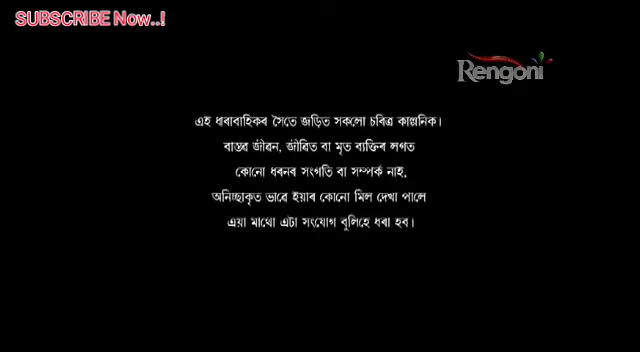 SUBSCRIBE Now..!
Rengoni
এই ধাৰাবাহিকৰ সৈতে জড়িত সকলো চৰিত্ৰ কাল্পনিক।
বাস্তৱ জীৱন, জীৱিত বা মৃত ব্যক্তিৰ লগত
কোনো ধৰনৰ সংগতি বা সম্পৰ্ক নাই,
অনিচ্ছাকৃত ভাৱে ইয়াৰ কোনো মিল দেখা পালে
এয়া মাথো এটা সংযোগ বুলিহে ধৰা হব।